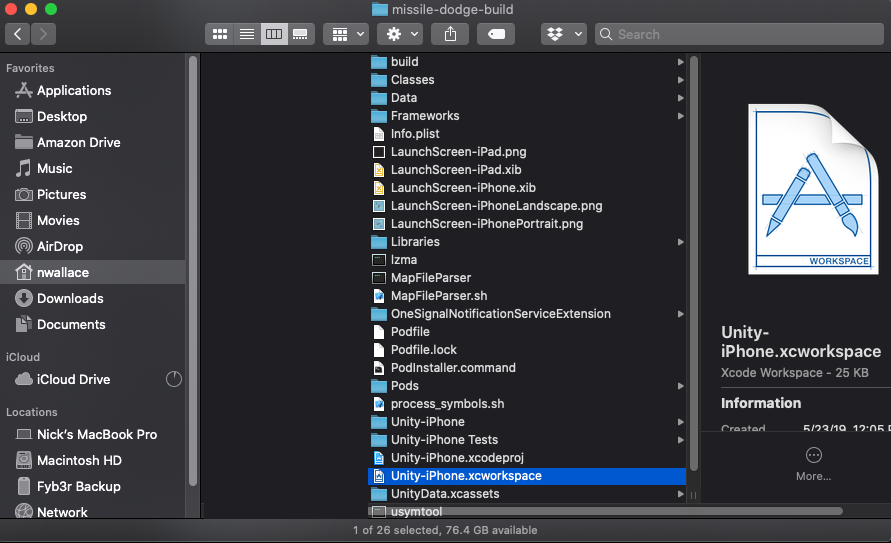 missile-dodge-build
Search
Favorites
Applications
Desktop
Amazon Drive
Music
Pictures
Movies
AirDrop
nwallace
Downloads
Documents
iCloud
iCloud Drive
Locations
Nick's MacBook Pro
Macintosh HD
Fyb3r Backup
Network
build
Classes
Data
Frameworks
Info.plist
LaunchScreen-iPad.png
LaunchScreen-iPad.xib
LaunchScreen-iPhone.xib
LaunchScreen-iPhoneLandscape.png
LaunchScreen-iPhonePortrait.png
Libraries
lzma
MapFileParser
MapFileParser.sh
OneSignalNotificationServiceExtension
Podfile
Podfile.lock
PodInstaller.command
Pods
process_symbols.sh
Unity-iPhone
Unity-iPhone Tests
Unity-iPhone.xcodeproj
Unity-iPhone.xcworkspace
UnityData.xcassets
usymtool
WORKSPACE
Unity-
iPhone.xcworkspace
Xcode Workspace - 25 KB
Information
Created 5/23/19, 12:05 P
More...
1 of 26 selected, 76.4 GB available